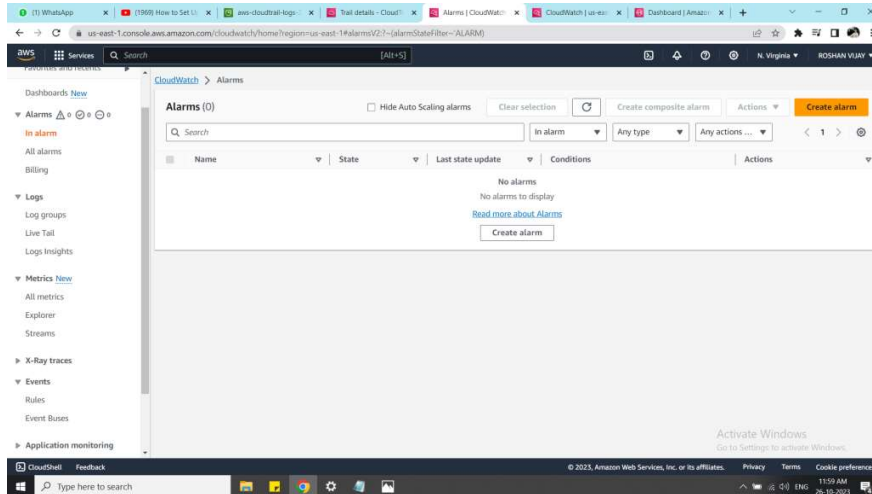 (1) WhatsApp
(1969) How to Set U
aws-cloudtrail-logs-
Trail details - CloudT
Alarms | CloudWatch
CloudWatch | us-eas
Dashboard | Amazon
us-east-1.console.aws.amazon.com/cloudwatch/home?region=us-east-1#alarmsV2:?~(alarmStateFilter~'ALARM)
aws
Services
Search
[Alt+S]
N. Virginia
ROSHAN VIJAY
Favorites and recents
Dashboards New
Alarms 0 0 0
In alarm
All alarms
Billing
Logs
Log groups
Live Tail
Logs Insights
Metrics New
All metrics
Explorer
Streams
X-Ray traces
Events
Rules
Event Buses
Application monitoring
CloudWatch > Alarms
Alarms (0)
Hide Auto Scaling alarms
Clear selection
Create composite alarm
Actions
Create alarm
Search
In alarm
Any type
Any actions ...
1
Name
State
Last state update
Conditions
Actions
No alarms
No alarms to display
Read more about Alarms
Create alarm
Activate Windows
Go to Settings to activate Windows.
CloudShell
Feedback
© 2023, Amazon Web Services, Inc. or its affiliates.
Privacy
Terms
Cookie preference
Type here to search
ENG
11:59 AM
26-10-2023